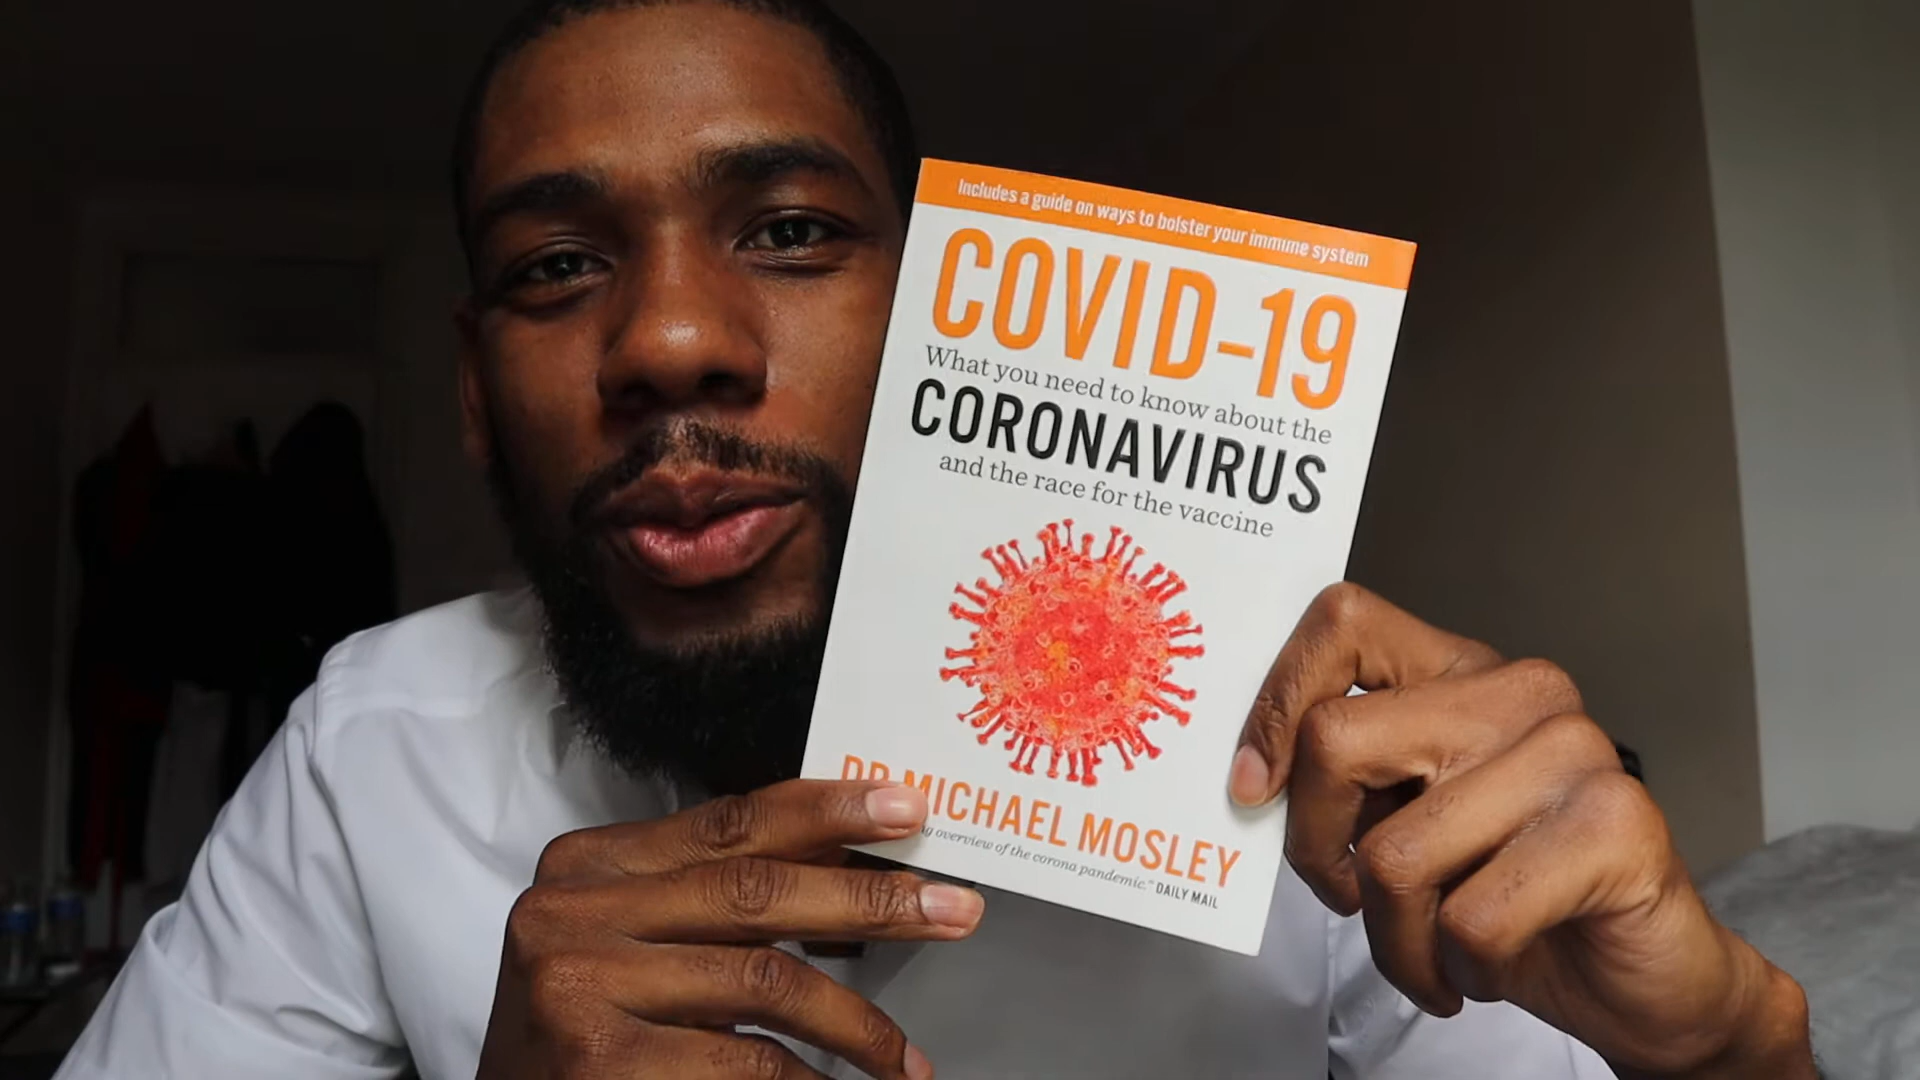 Includes a guide on ways to bolster your immune system
COVID-19
What you need to know about the
CORONAVIRUS
and the race for the vaccine
DR MICHAEL MOSLEY
overview of the corona pandemic." DAILY MAIL